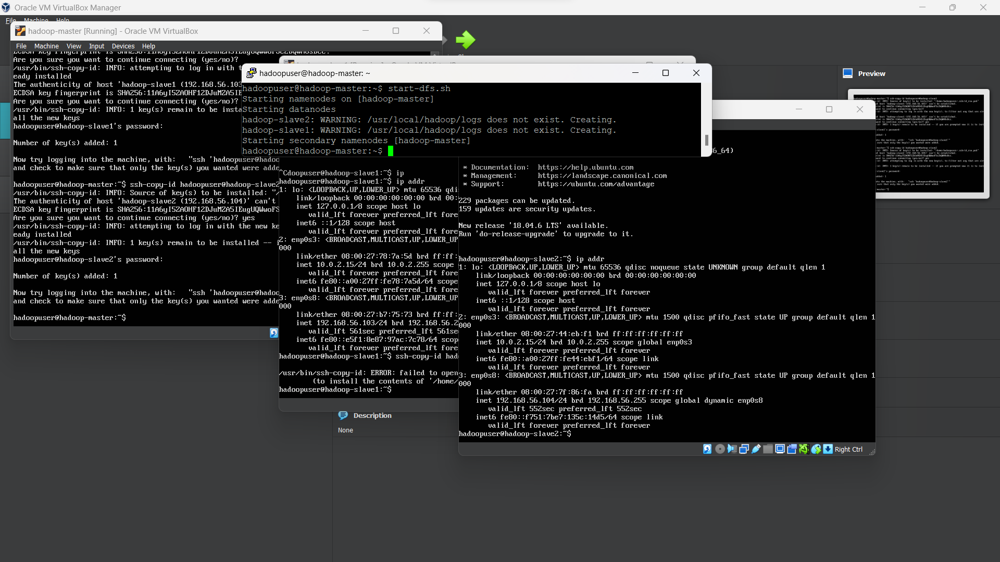 Oracle VM VirtualBox Manager
File Machine Help
hadoop-master [Running] - Oracle VM VirtualBox
File Machine View Input Devices Help
Are you sure you want to continue connecting (yes/no)?
/usr/bin/ssh-copy-id: INFO: attempting to log in with t
eady installed
The authenticity of host 'hadoop-slave1 (192.168.56.103
ECDSA key fingerprint is SHA256:11A6yI5ZAOHF12DJuMZA5IE
Are you sure you want to continue connecting (yes/no)?
/usr/bin/ssh-copy-id: INFO: 1 key(s) remain to be insta
all the new keys
hadoopuser@hadoop-slave1's password:
Number of key(s) added: 1
Now try logging into the machine, with:   "ssh 'hadoopuser@hadoo
and check to make sure that only the key(s) you wanted were adde
hadoopuser@hadoop-master:~$ ssh-copy-id hadoopuser@hadoop-slave2
/usr/bin/ssh-copy-id: INFO: Source of key(s) to be installed: "/
The authenticity of host 'hadoop-slave2 (192.168.56.104)' can't
ECDSA key fingerprint is SHA256:11A6yI5ZAOHF12DJuMZA5IEugUQWwoFS
Are you sure you want to continue connecting (yes/no)? yes
/usr/bin/ssh-copy-id: INFO: attempting to log in with the new ke
eady installed
/usr/bin/ssh-copy-id: INFO: 1 key(s) remain to be installed -- i
all the new keys
hadoopuser@hadoop-slave2's password:
Number of key(s) added: 1
Now try logging into the machine, with:   "ssh 'hadoopuser@hadoo
and check to make sure that only the key(s) you wanted were adde
hadoopuser@hadoop-master:~$
hadoopuser@hadoop-master: ~
hadoopuser@hadoop-master:~$ start-dfs.sh
Starting namenodes on [hadoop-master]
Starting datanodes
hadoop-slave2: WARNING: /usr/local/hadoop/logs does not exist. Creating.
hadoop-slave1: WARNING: /usr/local/hadoop/logs does not exist. Creating.
Starting secondary namenodes [hadoop-master]
hadoopuser@hadoop-master:~$
^Cdoopuser@hadoop-slave1:~$ ip
hadoopuser@hadoop-slave1:~$ ip addr
1: lo: <LOOPBACK,UP,LOWER_UP> mtu 65536 qdi
link/loopback 00:00:00:00:00:00 brd 00:
inet 127.0.0.1/8 scope host lo
valid_lft forever preferred_lft fore
inet6 ::1/128 scope host
valid_lft forever preferred_lft fore
2: enp0s3: <BROADCAST,MULTICAST,UP,LOWER_UP
000
link/ether 08:00:27:78:7a:5d brd ff:ff:
inet 10.0.2.15/24 brd 10.0.2.255 scope
valid_lft forever preferred_lft fore
inet6 fe80::a00:27ff:fe78:7a5d/64 scope
valid_lft forever preferred_lft fore
3: enp0s8: <BROADCAST,MULTICAST,UP,LOWER_UP
000
link/ether 08:00:27:b7:75:73 brd ff:ff:
inet 192.168.56.103/24 brd 192.168.56.2
valid_lft 561sec preferred_lft 561se
inet6 fe80::e5f1:8e87:97ac:7c78/64 scop
valid_lft forever preferred_lft fore
hadoopuser@hadoop-slave1:~$ ssh-copy-id had
/usr/bin/ssh-copy-id: ERROR: failed to open
(to install the contents of '/home/
hadoopuser@hadoop-slave1:~$
6_64)
* Documentation:  https://help.ubuntu.com
* Management:     https://landscape.canonical.com
* Support:        https://ubuntu.com/advantage
229 packages can be updated.
159 updates are security updates.
New release '18.04.6 LTS' available.
Run 'do-release-upgrade' to upgrade to it.
hadoopuser@hadoop-slave2:~$ ip addr
1: lo: <LOOPBACK,UP,LOWER_UP> mtu 65536 qdisc noqueue state UNKNOWN group default qlen 1
link/loopback 00:00:00:00:00:00 brd 00:00:00:00:00:00
inet 127.0.0.1/8 scope host lo
valid_lft forever preferred_lft forever
inet6 ::1/128 scope host
valid_lft forever preferred_lft forever
2: enp0s3: <BROADCAST,MULTICAST,UP,LOWER_UP> mtu 1500 qdisc pfifo_fast state UP group default qlen 1
000
link/ether 08:00:27:44:eb:f1 brd ff:ff:ff:ff:ff:ff
inet 10.0.2.15/24 brd 10.0.2.255 scope global enp0s3
valid_lft forever preferred_lft forever
inet6 fe80::a00:27ff:fe44:ebf1/64 scope link
valid_lft forever preferred_lft forever
3: enp0s8: <BROADCAST,MULTICAST,UP,LOWER_UP> mtu 1500 qdisc pfifo_fast state UP group default qlen 1
000
link/ether 08:00:27:7f:86:fa brd ff:ff:ff:ff:ff:ff
inet 192.168.56.104/24 brd 192.168.56.255 scope global dynamic enp0s8
valid_lft 552sec preferred_lft 552sec
inet6 fe80::f751:7be7:135c:14d5/64 scope link
valid_lft forever preferred_lft forever
hadoopuser@hadoop-slave2:~$
Right Ctrl
Preview
Description
None